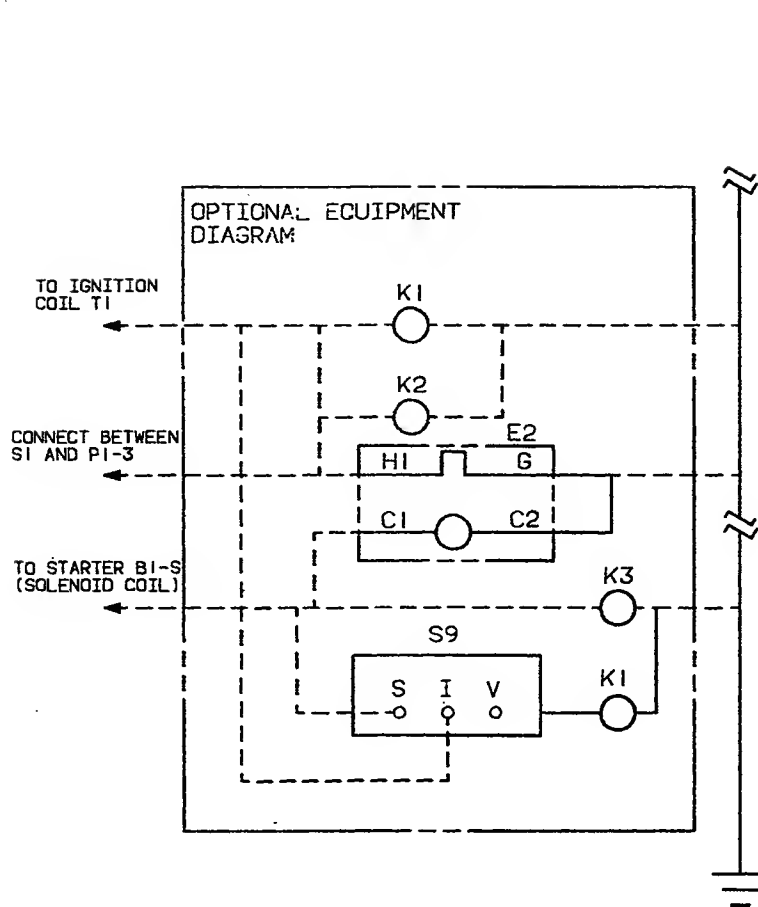 OPTIONAL EQUIPMENT
DIAGRAM
TO IGNITION
COIL T1
K1
K2
CONNECT BETWEEN
S1 AND P1-3
E2
H1 G
C1 C2
TO STARTER B1-S
(SOLENOID COIL)
K3
S9
S I V
K1